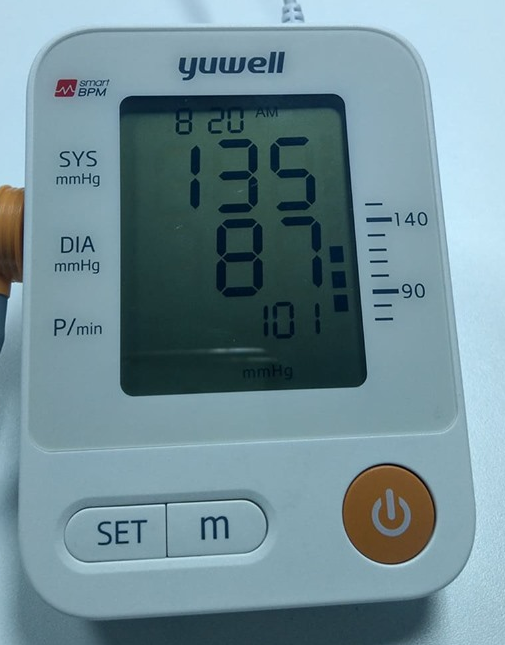 yuwell
smart
BPM
8 20 AM
SYS
mmHg
135
140
DIA
mmHg
87
90
P/min
101
mmHg
SET
m